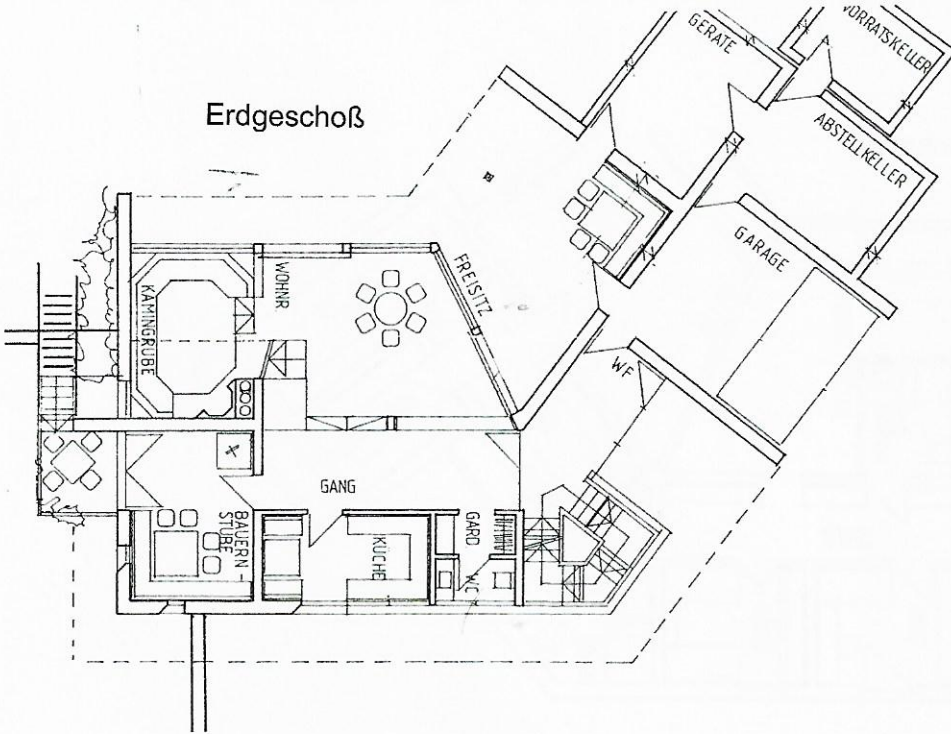 VORRATSKELLER
GERÄTE
Erdgeschoß
ABSTELLKELLER
GARAGE
WOHNR.
FREISITZ
KAMINGRUBE
WF
GANG
BAUERN-
STUBE
KÜCHE
GARD
WC